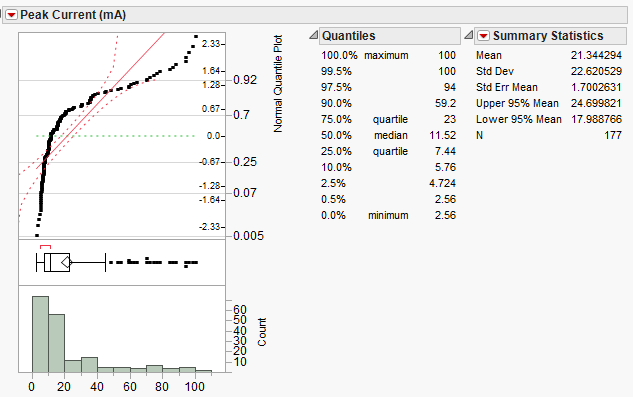 Peak Current (mA)
2.33
1.64
1.28
0.67
0.0
-0.67
-1.28
-1.64
-2.33
0.92
0.7
0.25
0.07
0.005
Normal Quantile Plot
60
50
40
30
20
10
Count
0 20 40 60 80 100
Quantiles
100.0% maximum 100
99.5% 100
97.5% 94
90.0% 59.2
75.0% quartile 23
50.0% median 11.52
25.0% quartile 7.44
10.0% 5.76
2.5% 4.724
0.5% 2.56
0.0% minimum 2.56
Summary Statistics
Mean 21.344294
Std Dev 22.620529
Std Err Mean 1.7002631
Upper 95% Mean 24.699821
Lower 95% Mean 17.988766
N 177